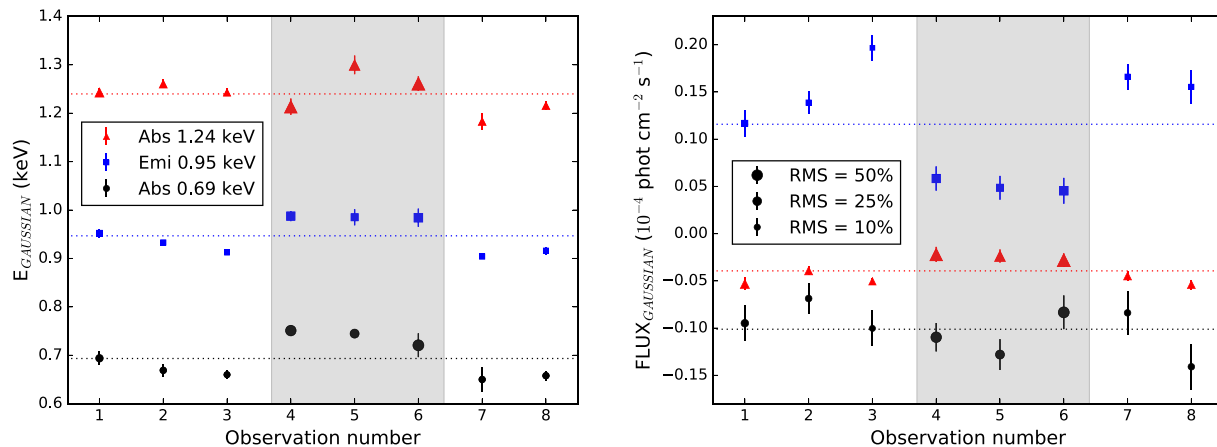 1.4
1.3
1.2
1.1
1.0
0.9
0.8
0.7
0.6
E_GAUSSIAN (keV)
Abs 1.24 keV
Emi 0.95 keV
Abs 0.69 keV
1 2 3 4 5 6 7 8
Observation number
0.20
0.15
0.10
0.05
0.00
−0.05
−0.10
−0.15
FLUX_GAUSSIAN (10⁻⁴ phot cm⁻² s⁻¹)
RMS = 50%
RMS = 25%
RMS = 10%
1 2 3 4 5 6 7 8
Observation number